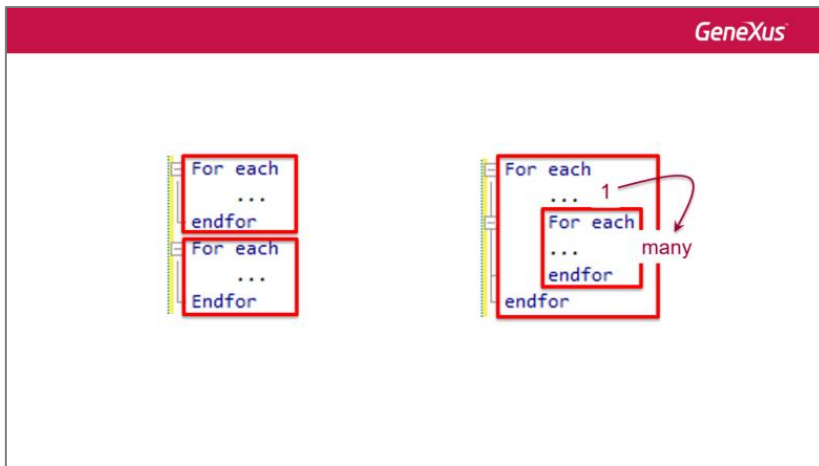 GeneXus
For each
...
endfor
For each
...
Endfor
For each
... 1
For each
... many
endfor
endfor